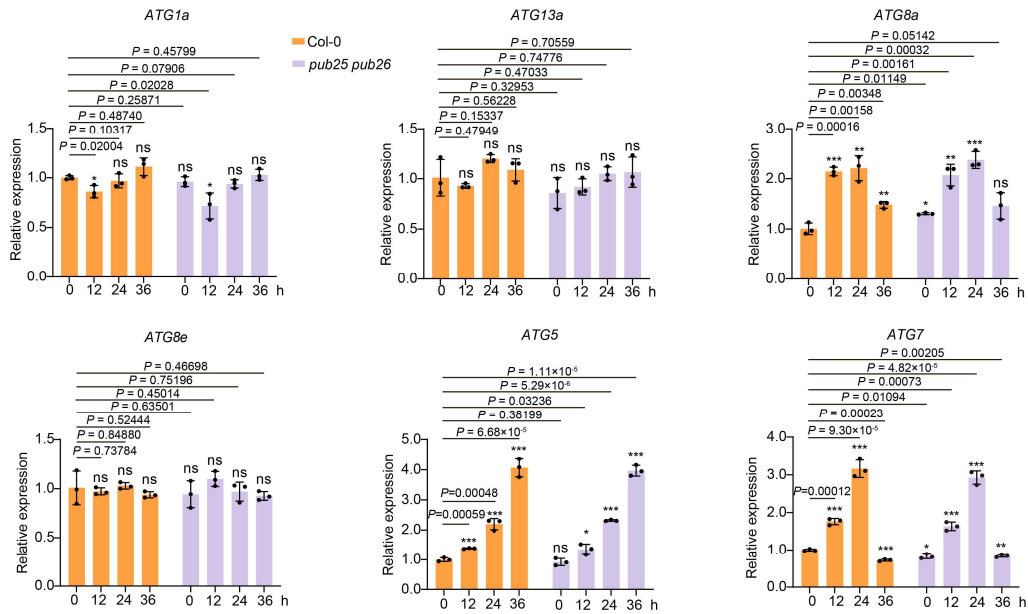 ATG1a
P = 0.45799
P = 0.07906
P = 0.02028
P = 0.25871
P = 0.48740
P = 0.10317
P = 0.02004
1.5
1.0
0.5
0.0
Relative expression
* ns ns ns * ns ns
0 12 24 36 0 12 24 36 h
Col-0
pub25 pub26
ATG13a
P = 0.70559
P = 0.74776
P = 0.47033
P = 0.32953
P = 0.56228
P = 0.15337
P = 0.47949
1.5
1.0
0.5
0.0
Relative expression
ns ns ns ns ns ns ns
0 12 24 36 0 12 24 36 h
ATG8a
P = 0.05142
P = 0.00032
P = 0.00161
P = 0.01149
P = 0.00348
P = 0.00158
P = 0.00016
3.0
2.0
1.0
0.0
Relative expression
*** ** ** * ** *** ns
0 12 24 36 0 12 24 36 h
ATG8e
P = 0.46698
P = 0.75196
P = 0.45014
P = 0.63501
P = 0.52444
P = 0.84880
P = 0.73784
1.5
1.0
0.5
0.0
Relative expression
ns ns ns ns ns ns ns
0 12 24 36 0 12 24 36 h
ATG5
P = 1.11×10-5
P = 5.29×10-6
P = 0.03236
P = 0.38199
P = 6.68×10-5
P=0.00048
P=0.00059
5.0
4.0
3.0
2.0
1.0
0.0
Relative expression
*** *** *** ns * *** ***
0 12 24 36 0 12 24 36 h
ATG7
P = 0.00205
P = 4.82×10-5
P = 0.00073
P = 0.01094
P = 0.00023
P = 9.30×10-5
P=0.00012
4.0
3.0
2.0
1.0
0.0
Relative expression
*** *** *** * *** *** **
0 12 24 36 0 12 24 36 h